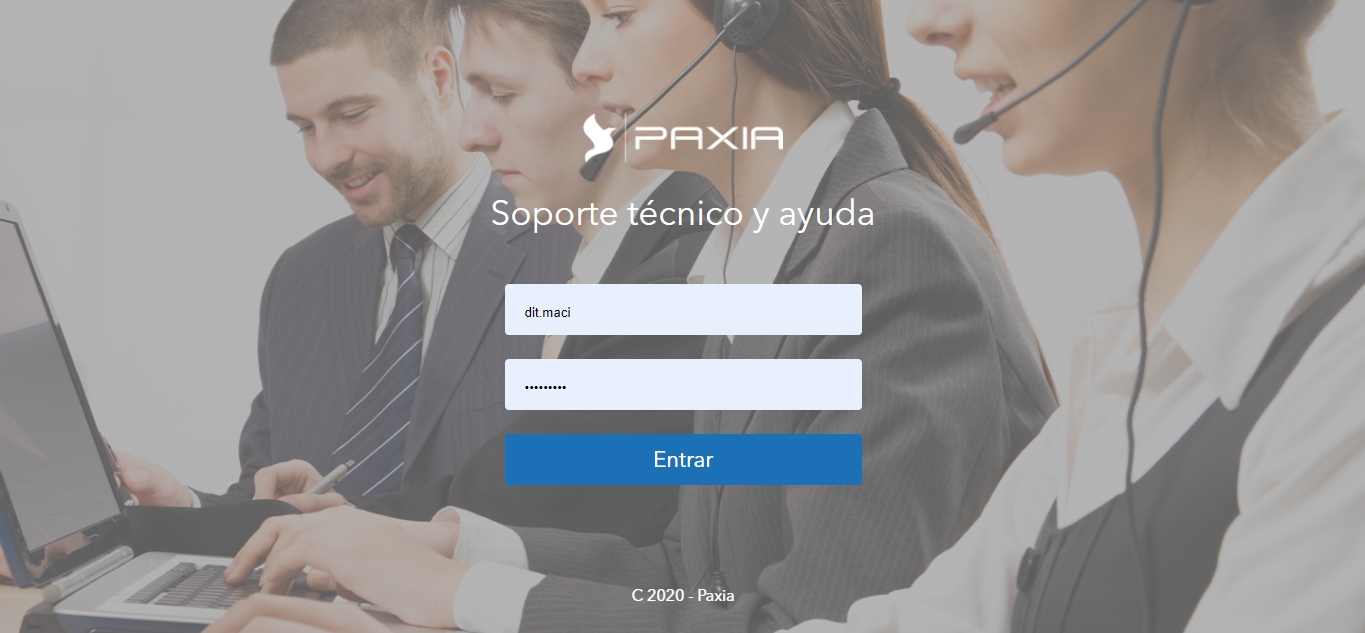 PAXIA
Soporte técnico y ayuda
dit.maci
•••••••••
Entrar
C 2020 - Paxia